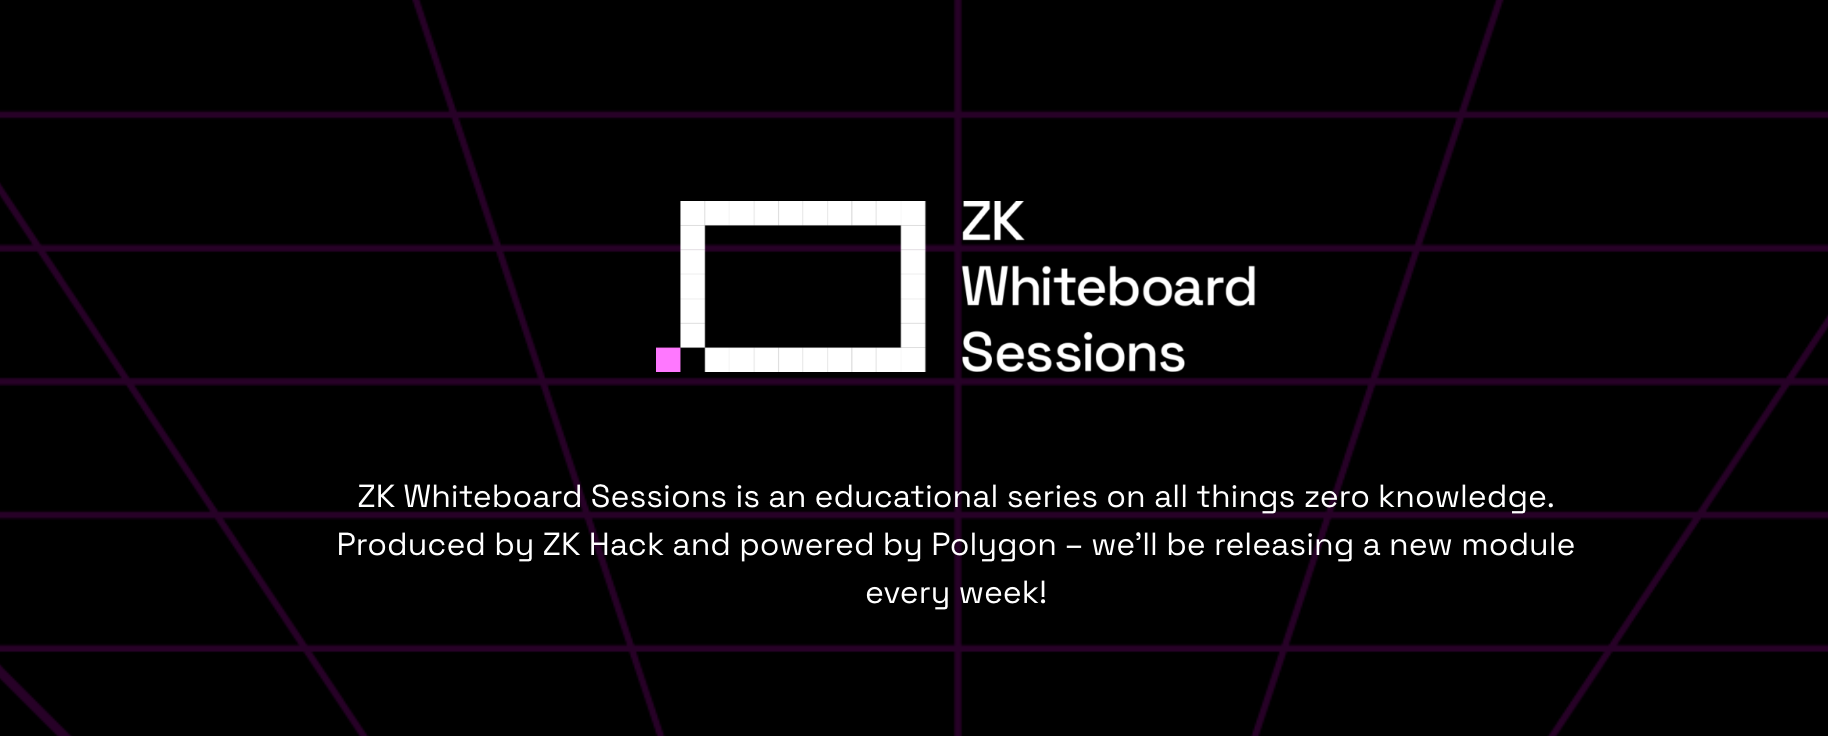 ZK
Whiteboard
Sessions
ZK Whiteboard Sessions is an educational series on all things zero knowledge.
Produced by ZK Hack and powered by Polygon – we’ll be releasing a new module
every week!